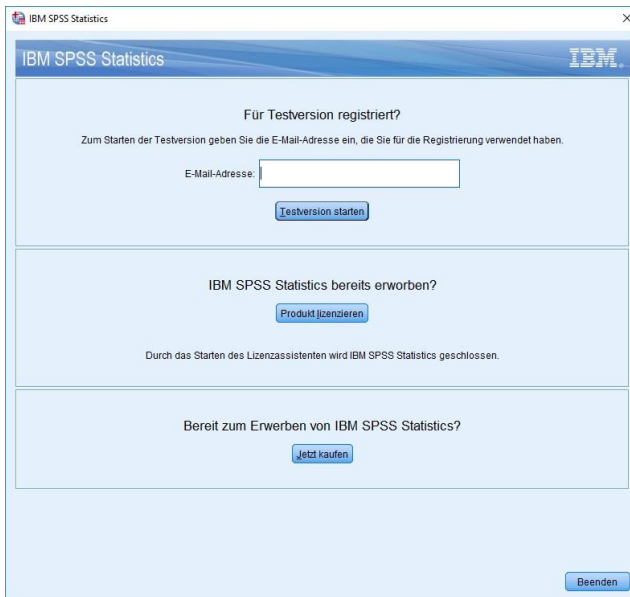 IBM SPSS Statistics
IBM SPSS Statistics
IBM.
Für Testversion registriert?
Zum Starten der Testversion geben Sie die E-Mail-Adresse ein, die Sie für die Registrierung verwendet haben.
E-Mail-Adresse:
Testversion starten
IBM SPSS Statistics bereits erworben?
Produkt lizenzieren
Durch das Starten des Lizenzassistenten wird IBM SPSS Statistics geschlossen.
Bereit zum Erwerben von IBM SPSS Statistics?
Jetzt kaufen
Beenden